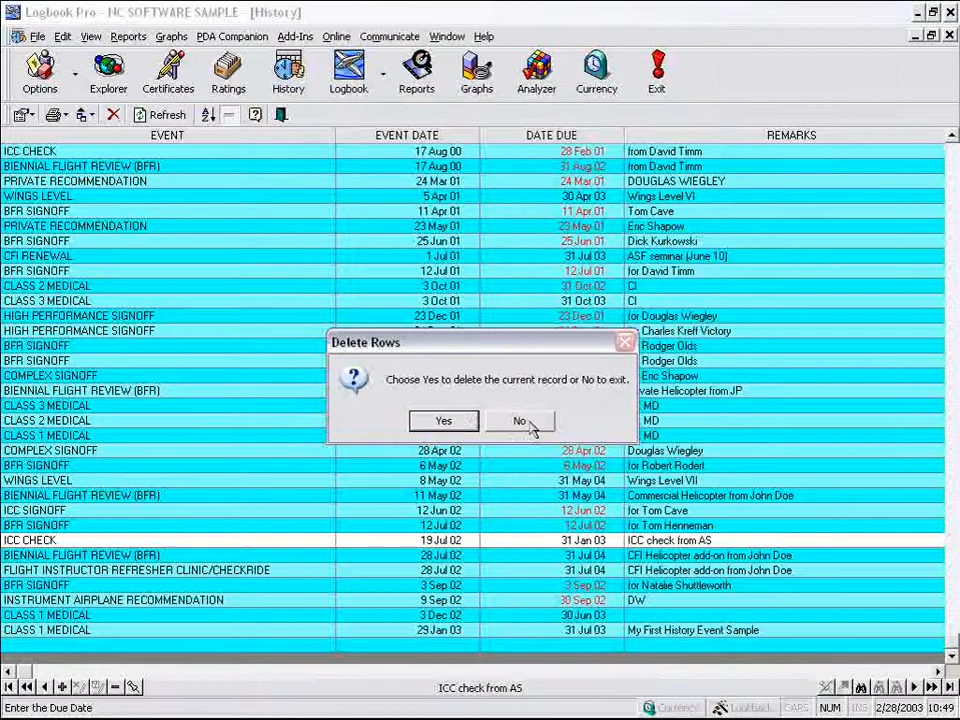 Logbook Pro - NC SOFTWARE SAMPLE - [History]
File Edit View Reports Graphs PDA Companion Add-Ins Online Communicate Window Help
Options Explorer Certificates Ratings History Logbook Reports Graphs Analyzer Currency Exit
Refresh
EVENT EVENT DATE DATE DUE REMARKS
ICC CHECK 17 Aug 00 28 Feb 01 from David Timm
BIENNIAL FLIGHT REVIEW (BFR) 17 Aug 00 31 Aug 02 from David Timm
PRIVATE RECOMMENDATION 24 Mar 01 24 Mar 01 DOUGLAS WIEGLEY
WINGS LEVEL 5 Apr 01 30 Apr 03 Wings Level VI
BFR SIGNOFF 11 Apr 01 11 Apr 01 Tom Cave
PRIVATE RECOMMENDATION 23 May 01 23 May 01 Eric Shapow
BFR SIGNOFF 25 Jun 01 25 Jun 01 Dick Kurkowski
CFI RENEWAL 1 Jul 01 31 Jul 03 ASF seminar (June 10)
BFR SIGNOFF 12 Jul 01 12 Jul 01 for David Timm
CLASS 2 MEDICAL 3 Oct 01 31 Oct 02 CI
CLASS 3 MEDICAL 3 Oct 01 31 Oct 03 CI
HIGH PERFORMANCE SIGNOFF 23 Dec 01 23 Dec 01 for Douglas Wiegley
HIGH PERFORMANCE SIGNOFF Charles Kreff Victory
BFR SIGNOFF Rodger Olds
BFR SIGNOFF Rodger Olds
COMPLEX SIGNOFF Eric Shapow
BIENNIAL FLIGHT REVIEW (BFR) Helicopter from JP
CLASS 3 MEDICAL MD
CLASS 2 MEDICAL MD
CLASS 1 MEDICAL MD
Delete Rows
Choose Yes to delete the current record or No to exit.
Yes No
COMPLEX SIGNOFF 28 Apr 02 28 Apr 02 Douglas Wiegley
BFR SIGNOFF 6 May 02 6 May 02 for Robert Rodert
WINGS LEVEL 8 May 02 31 May 04 Wings Level VII
BIENNIAL FLIGHT REVIEW (BFR) 11 May 02 31 May 04 Commercial Helicopter from John Doe
ICC SIGNOFF 12 Jun 02 12 Jun 02 for Tom Cave
BFR SIGNOFF 12 Jul 02 12 Jul 02 for Tom Henneman
ICC CHECK 19 Jul 02 31 Jan 03 ICC check from AS
BIENNIAL FLIGHT REVIEW (BFR) 28 Jul 02 31 Jul 04 CFI Helicopter add-on from John Doe
FLIGHT INSTRUCTOR REFRESHER CLINIC/CHECKRIDE 28 Jul 02 31 Jul 04 CFI Helicopter add-on from John Doe
BFR SIGNOFF 3 Sep 02 3 Sep 02 for Natalie Shuttleworth
INSTRUMENT AIRPLANE RECOMMENDATION 9 Sep 02 30 Sep 02 DW
CLASS 1 MEDICAL 3 Dec 02 30 Jun 03
CLASS 1 MEDICAL 29 Jan 03 31 Jul 03 My First History Event Sample
ICC check from AS
Enter the Due Date Currency CAPS NUM INS 2/28/2003 10:49